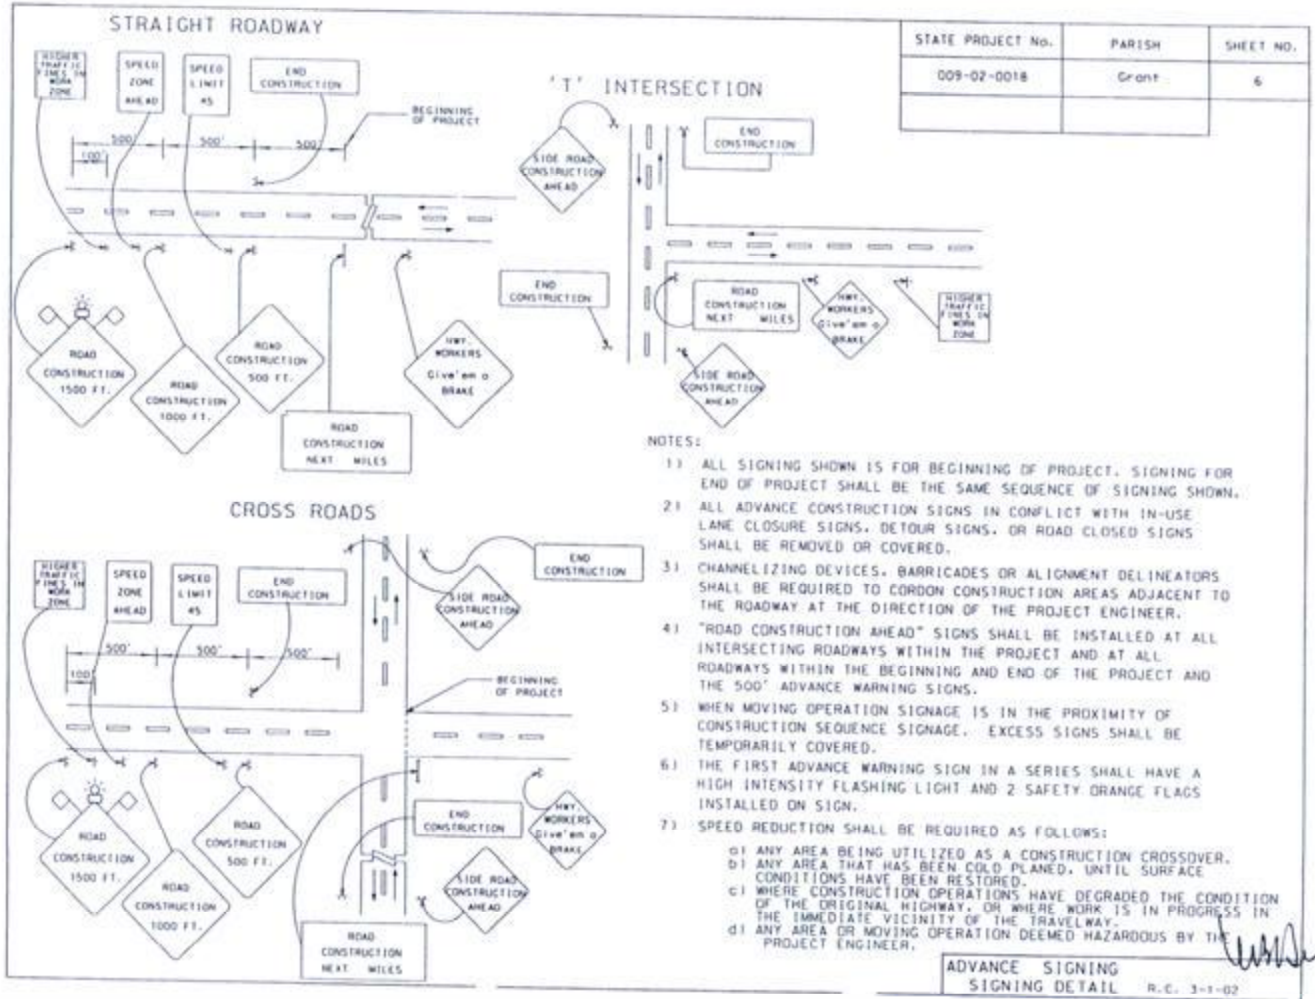 STRAIGHT ROADWAY
HIGHER
TRAFFIC
FINES IN
WORK
ZONE
SPEED
ZONE
AHEAD
SPEED
LIMIT
45
END
CONSTRUCTION
BEGINNING
OF PROJECT
500'
500'
500'
100'
ROAD
CONSTRUCTION
1500 FT.
ROAD
CONSTRUCTION
1000 FT.
ROAD
CONSTRUCTION
500 FT.
ROAD
CONSTRUCTION
NEXT MILES
HWY.
WORKERS
Give'em a
BRAKE
'T' INTERSECTION
SIDE ROAD
CONSTRUCTION
AHEAD
END
CONSTRUCTION
END
CONSTRUCTION
ROAD
CONSTRUCTION
NEXT MILES
HWY.
WORKERS
Give'em a
BRAKE
HIGHER
TRAFFIC
FINES IN
WORK
ZONE
SIDE ROAD
CONSTRUCTION
AHEAD
STATE PROJECT No. PARISH SHEET NO.
009-02-0018 Grant 6
CROSS ROADS
HIGHER
TRAFFIC
FINES IN
WORK
ZONE
SPEED
ZONE
AHEAD
SPEED
LIMIT
45
END
CONSTRUCTION
END
CONSTRUCTION
SIDE ROAD
CONSTRUCTION
AHEAD
500'
500'
500'
100'
BEGINNING
OF PROJECT
ROAD
CONSTRUCTION
1500 FT.
ROAD
CONSTRUCTION
1000 FT.
ROAD
CONSTRUCTION
500 FT.
END
CONSTRUCTION
HWY.
WORKERS
Give'em a
BRAKE
SIDE ROAD
CONSTRUCTION
AHEAD
ROAD
CONSTRUCTION
NEXT MILES
NOTES:
1) ALL SIGNING SHOWN IS FOR BEGINNING OF PROJECT. SIGNING FOR
END OF PROJECT SHALL BE THE SAME SEQUENCE OF SIGNING SHOWN.
2) ALL ADVANCE CONSTRUCTION SIGNS IN CONFLICT WITH IN-USE
LANE CLOSURE SIGNS, DETOUR SIGNS, OR ROAD CLOSED SIGNS
SHALL BE REMOVED OR COVERED.
3) CHANNELIZING DEVICES, BARRICADES OR ALIGNMENT DELINEATORS
SHALL BE REQUIRED TO CORDON CONSTRUCTION AREAS ADJACENT TO
THE ROADWAY AT THE DIRECTION OF THE PROJECT ENGINEER.
4) "ROAD CONSTRUCTION AHEAD" SIGNS SHALL BE INSTALLED AT ALL
INTERSECTING ROADWAYS WITHIN THE PROJECT AND AT ALL
ROADWAYS WITHIN THE BEGINNING AND END OF THE PROJECT AND
THE 500' ADVANCE WARNING SIGNS.
5) WHEN MOVING OPERATION SIGNAGE IS IN THE PROXIMITY OF
CONSTRUCTION SEQUENCE SIGNAGE, EXCESS SIGNS SHALL BE
TEMPORARILY COVERED.
6) THE FIRST ADVANCE WARNING SIGN IN A SERIES SHALL HAVE A
HIGH INTENSITY FLASHING LIGHT AND 2 SAFETY ORANGE FLAGS
INSTALLED ON SIGN.
7) SPEED REDUCTION SHALL BE REQUIRED AS FOLLOWS:
a) ANY AREA BEING UTILIZED AS A CONSTRUCTION CROSSOVER.
b) ANY AREA THAT HAS BEEN COLD PLANED, UNTIL SURFACE
CONDITIONS HAVE BEEN RESTORED.
c) WHERE CONSTRUCTION OPERATIONS HAVE DEGRADED THE CONDITION
OF THE ORIGINAL HIGHWAY, OR WHERE WORK IS IN PROGRESS IN
THE IMMEDIATE VICINITY OF THE TRAVELWAY.
d) ANY AREA OR MOVING OPERATION DEEMED HAZARDOUS BY THE
PROJECT ENGINEER.
ADVANCE SIGNING
SIGNING DETAIL R.C. 3-1-02